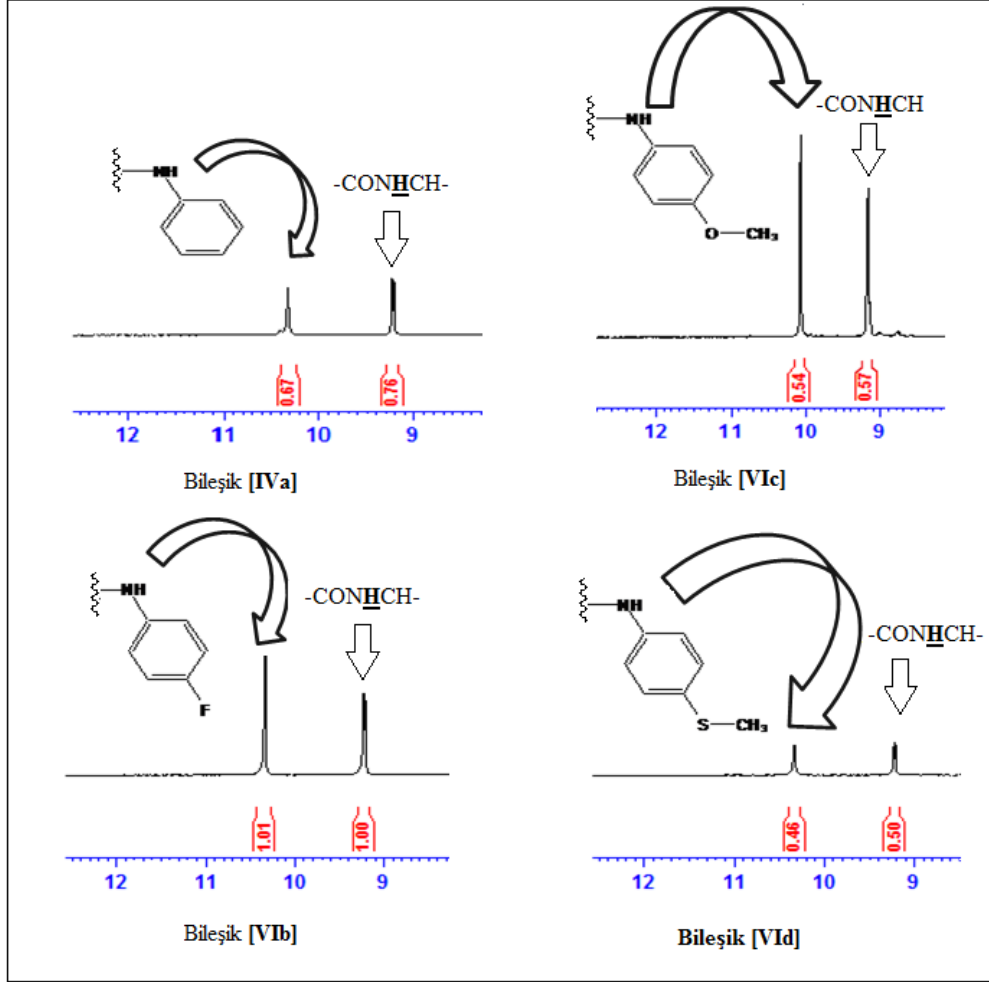 NH
-CONHCH-
0.67
0.76
12
11
10
9
Bileşik [IVa]
NH
O—CH₃
-CONHCH
0.54
0.57
12
11
10
9
Bileşik [VIc]
NH
F
-CONHCH-
1.01
1.00
12
11
10
9
Bileşik [VIb]
NH
S—CH₃
-CONHCH-
0.46
0.50
12
11
10
9
Bileşik [VId]